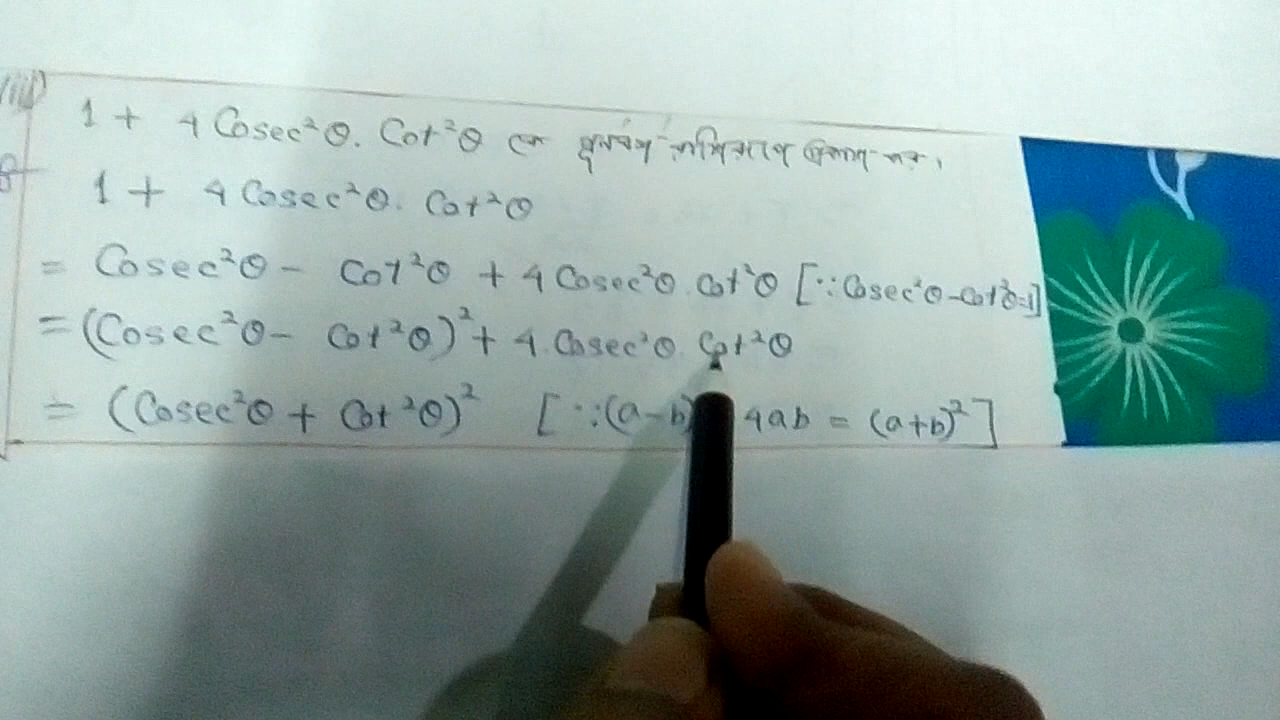 (iii)
1 + 4 Cosec²θ. Cot²θ কে পূর্ণবর্গ প্রকাশ কর।
1 + 4 Cosec²θ. Cot²θ
= Cosec²θ - Cot²θ + 4 Cosec²θ. Cot²θ [∵ Cosec²θ - Cot²θ=1]
= (Cosec²θ - Cot²θ)² + 4. Cosec²θ. Cot²θ
= (Cosec²θ + Cot²θ)² [∵ (a-b) 4ab = (a+b)²]